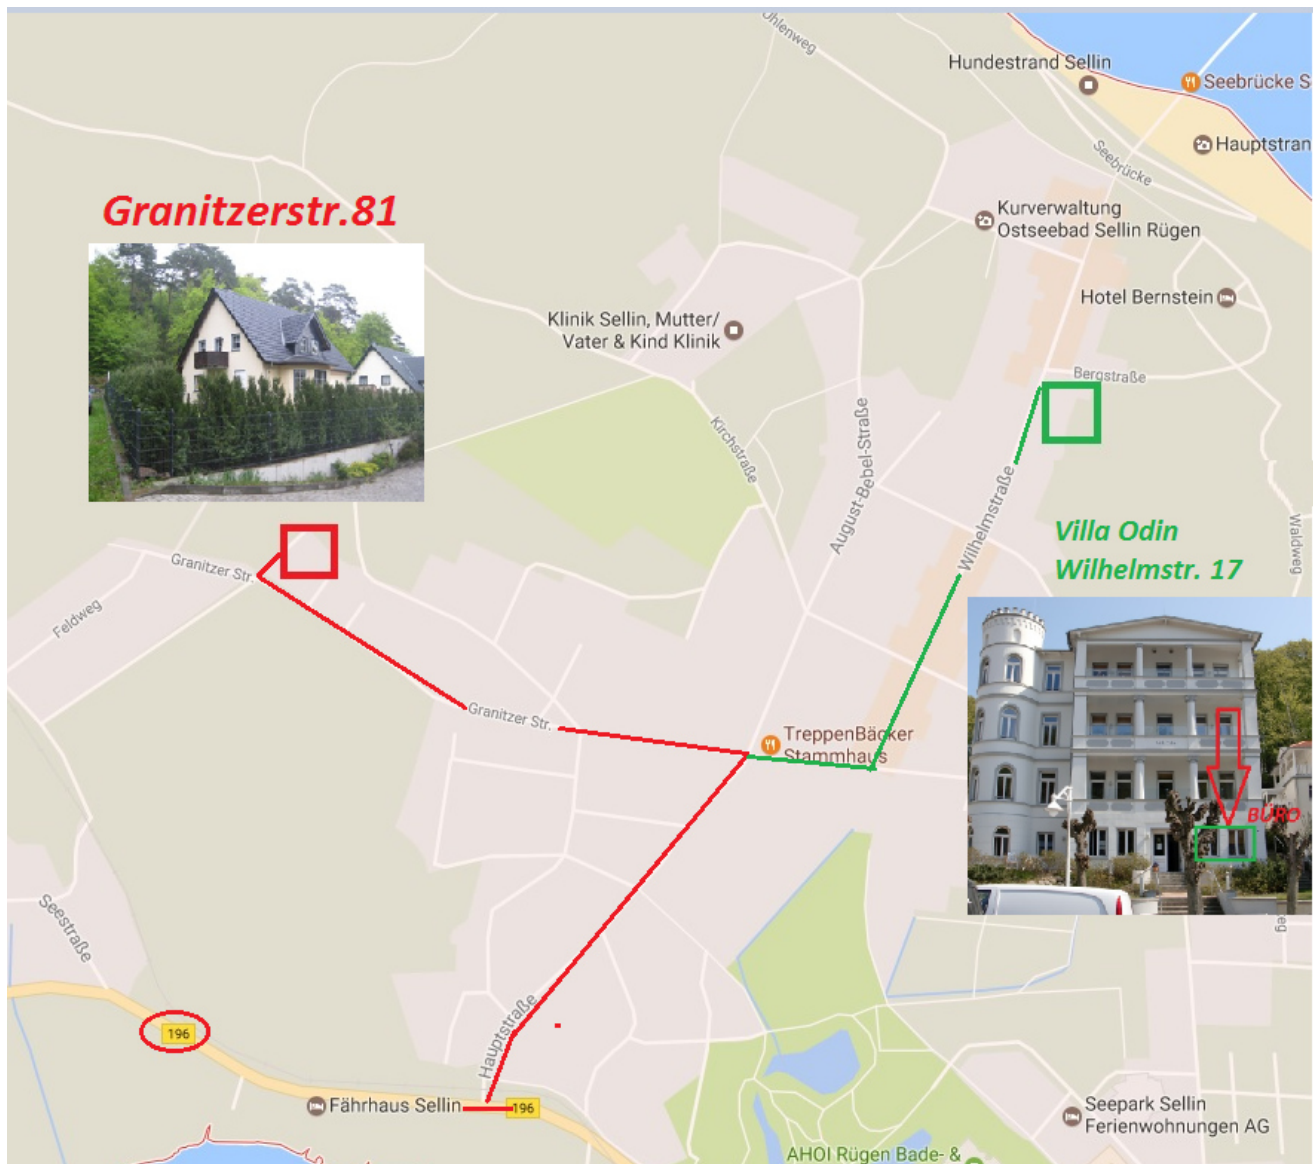 Uhlenweg
Hundestrand Sellin
Seebrücke S
Hauptstran
Seebrücke
Granitzerstr.81
Kurverwaltung
Ostseebad Sellin Rügen
Hotel Bernstein
Klinik Sellin, Mutter/
Vater & Kind Klinik
Bergstraße
Kirchstraße
August-Bebel-Straße
Wilhelmstraße
Waldweg
Villa Odin
Wilhelmstr. 17
Granitzer Str.
Feldweg
Granitzer Str.
TreppenBäcker
Stammhaus
BÜRO
Seestraße
eg
Hauptstraße
196
Fährhaus Sellin
196
Seepark Sellin
Ferienwohnungen AG
AHOI Rügen Bade- &